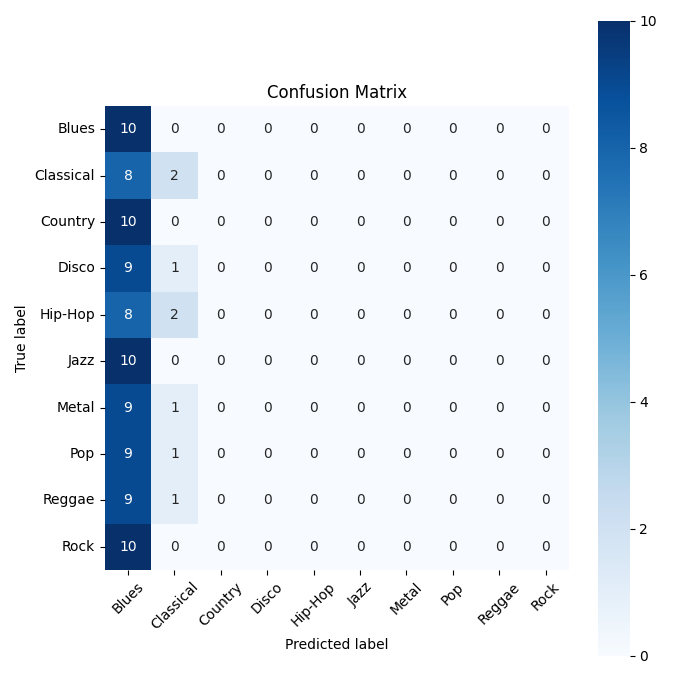 Confusion Matrix
Blues 10 0 0 0 0 0 0 0 0 0
Classical 8 2 0 0 0 0 0 0 0 0
Country 10 0 0 0 0 0 0 0 0 0
Disco 9 1 0 0 0 0 0 0 0 0
Hip-Hop 8 2 0 0 0 0 0 0 0 0
Jazz 10 0 0 0 0 0 0 0 0 0
Metal 9 1 0 0 0 0 0 0 0 0
Pop 9 1 0 0 0 0 0 0 0 0
Reggae 9 1 0 0 0 0 0 0 0 0
Rock 10 0 0 0 0 0 0 0 0 0
True label
Blues Classical Country Disco Hip-Hop Jazz Metal Pop Reggae Rock
Predicted label
10
8
6
4
2
0